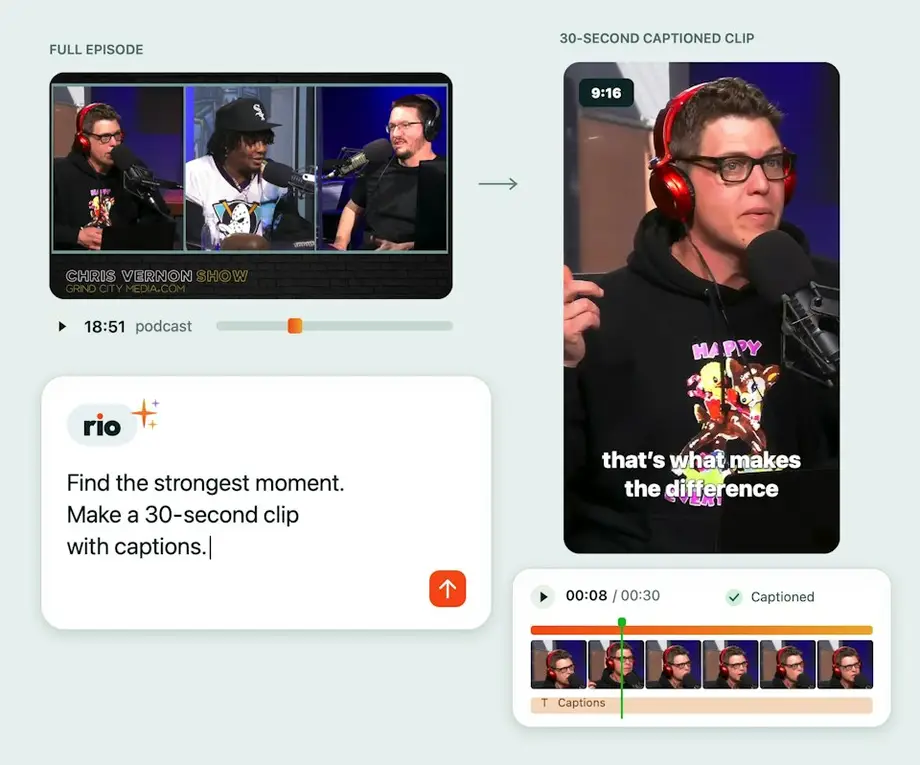 FULL EPISODE
CHRIS VERNON SHOW
GRIND CITY MEDIA.COM
18:51 podcast
rio
Find the strongest moment.
Make a 30-second clip
with captions.
30-SECOND CAPTIONED CLIP
9:16
HAPPY
that's what makes
the difference
00:08 / 00:30
Captioned
T Captions